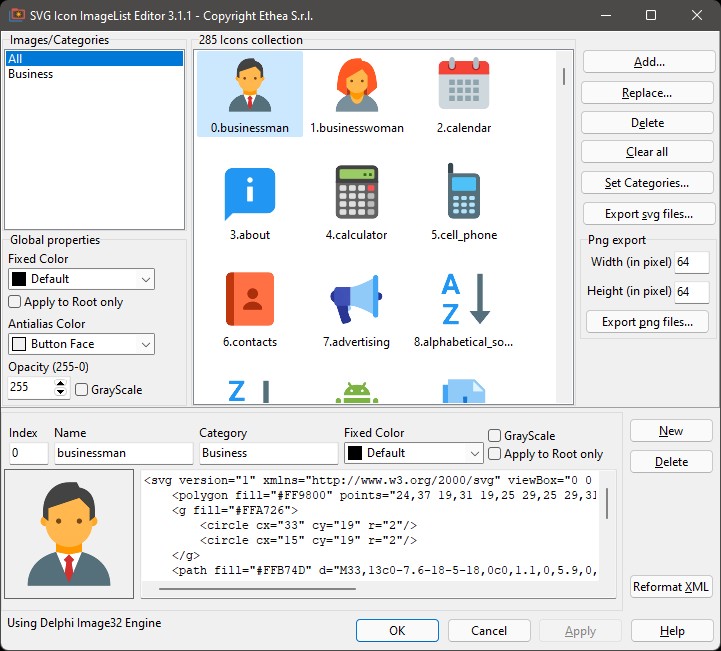 SVG Icon ImageList Editor 3.1.1 - Copyright Ethea S.r.l.
Images/Categories
All
Business
285 Icons collection
0.businessman
1.businesswoman
2.calendar
3.about
4.calculator
5.cell_phone
6.contacts
7.advertising
8.alphabetical_so...
A
Z
Z
i
Add...
Replace...
Delete
Clear all
Set Categories...
Export svg files...
Png export
Width (in pixel) 64
Height (in pixel) 64
Export png files...
Global properties
Fixed Color
Default
Apply to Root only
Antialias Color
Button Face
Opacity (255-0)
255
GrayScale
Index
0
Name
businessman
Category
Business
Fixed Color
Default
GrayScale
Apply to Root only
New
Delete
<svg version="1" xmlns="http://www.w3.org/2000/svg" viewBox="0 0
<polygon fill="#FF9800" points="24,37 19,31 19,25 29,25 29,31
<g fill="#FFA726">
<circle cx="33" cy="19" r="2"/>
<circle cx="15" cy="19" r="2"/>
</g>
<path fill="#FFB74D" d="M33,13c0-7.6-18-5-18,0c0,1.1,0,5.9,0,
Reformat XML
Using Delphi Image32 Engine
OK
Cancel
Apply
Help